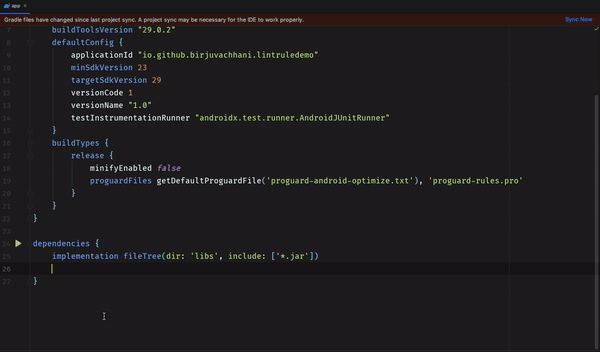 app
Gradle files have changed since last project sync. A project sync may be necessary for the IDE to work properly. Sync Now
7 buildToolsVersion "29.0.2"
8 defaultConfig {
9 applicationId "io.github.birjuvachhani.lintruledemo"
10 minSdkVersion 23
11 targetSdkVersion 29
12 versionCode 1
13 versionName "1.0"
14 testInstrumentationRunner "androidx.test.runner.AndroidJUnitRunner"
15 }
16 buildTypes {
17 release {
18 minifyEnabled false
19 proguardFiles getDefaultProguardFile('proguard-android-optimize.txt'), 'proguard-rules.pro'
20 }
21 }
22 }
23
24 dependencies {
25 implementation fileTree(dir: 'libs', include: ['*.jar'])
26
27 }